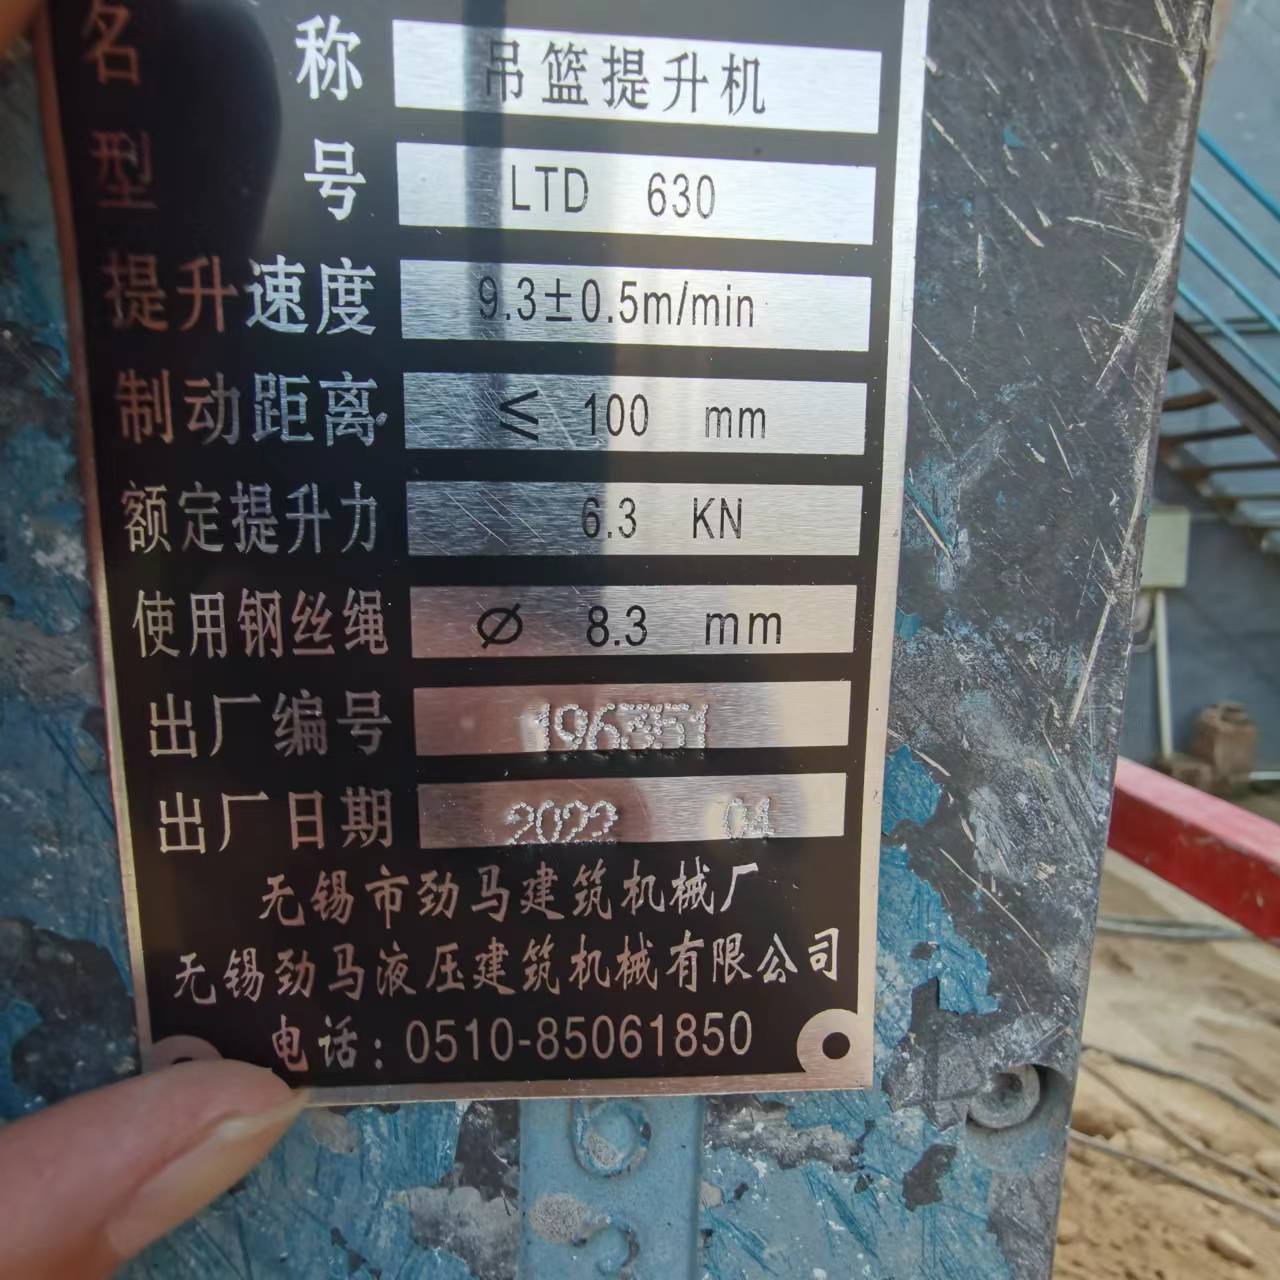 名 称 吊篮提升机
型 号 LTD 630
提升速度 9.3±0.5m/min
制动距离 ≤ 100 mm
额定提升力 6.3 KN
使用钢丝绳 Ø 8.3 mm
出厂编号 196351
出厂日期 2022 04
无锡市劲马建筑机械厂
无锡劲马液压建筑机械有限公司
电话：0510-85061850
6